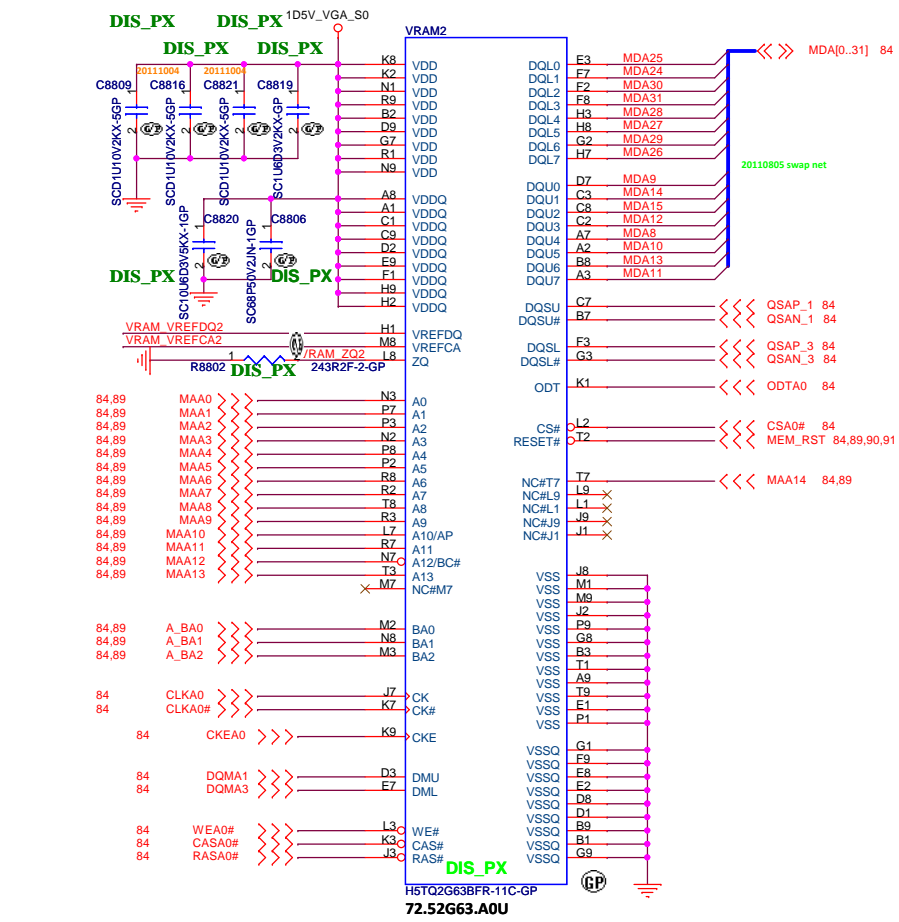 DIS_PX DIS_PX 1D5V_VGA_S0
DIS_PX DIS_PX
VRAM2
20111004 20111004
C8809 C8816 C8821 C8819
1 1 1 1
2 2 2 2
SCD1U10V2KX-5GP SCD1U10V2KX-5GP SCD1U10V2KX-5GP SC1U6D3V2KX-GP
C8820 C8806
1 1
2 2
SC10U6D3V5KX-1GP SC68P50V2JN-1GP
DIS_PX DIS_PX
K8 VDD
K2 VDD
N1 VDD
R9 VDD
B2 VDD
D9 VDD
G7 VDD
R1 VDD
N9 VDD
A8 VDDQ
A1 VDDQ
C1 VDDQ
C9 VDDQ
D2 VDDQ
E9 VDDQ
F1 VDDQ
H9 VDDQ
H2 VDDQ
VRAM_VREFDQ2 H1 VREFDQ
VRAM_VREFCA2 M8 VREFCA
1 /RAM_ZQ2 L8 ZQ
R8802 DIS_PX 243R2F-2-GP
84,89 MAA0 N3 A0
84,89 MAA1 P7 A1
84,89 MAA2 P3 A2
84,89 MAA3 N2 A3
84,89 MAA4 P8 A4
84,89 MAA5 P2 A5
84,89 MAA6 R8 A6
84,89 MAA7 R2 A7
84,89 MAA8 T8 A8
84,89 MAA9 R3 A9
84,89 MAA10 L7 A10/AP
84,89 MAA11 R7 A11
84,89 MAA12 N7 A12/BC#
84,89 MAA13 T3 A13
M7 NC#M7
84,89 A_BA0 M2 BA0
84,89 A_BA1 N8 BA1
84,89 A_BA2 M3 BA2
84 CLKA0 J7 CK
84 CLKA0# K7 CK#
84 CKEA0 K9 CKE
84 DQMA1 D3 DMU
84 DQMA3 E7 DML
84 WEA0# L3 WE#
84 CASA0# K3 CAS#
84 RASA0# J3 RAS#
DQL0 E3 MDA25 MDA[0..31] 84
DQL1 F7 MDA24
DQL2 F2 MDA30
DQL3 F8 MDA31
DQL4 H3 MDA28
DQL5 H8 MDA27
DQL6 G2 MDA29
DQL7 H7 MDA26
20110805 swap net
DQU0 D7 MDA9
DQU1 C3 MDA14
DQU2 C8 MDA15
DQU3 C2 MDA12
DQU4 A7 MDA8
DQU5 A2 MDA10
DQU6 B8 MDA13
DQU7 A3 MDA11
DQSU C7 QSAP_1 84
DQSU# B7 QSAN_1 84
DQSL F3 QSAP_3 84
DQSL# G3 QSAN_3 84
ODT K1 ODTA0 84
CS# L2 CSA0# 84
RESET# T2 MEM_RST 84,89,90,91
NC#T7 T7 MAA14 84,89
NC#L9 L9
NC#L1 L1
NC#J9 J9
NC#J1 J1
VSS J8
VSS M1
VSS M9
VSS J2
VSS P9
VSS G8
VSS B3
VSS T1
VSS A9
VSS T9
VSS E1
VSS P1
VSSQ G1
VSSQ F9
VSSQ E8
VSSQ E2
VSSQ D8
VSSQ D1
VSSQ B9
VSSQ B1
VSSQ G9
DIS_PX
GP
H5TQ2G63BFR-11C-GP
72.52G63.A0U